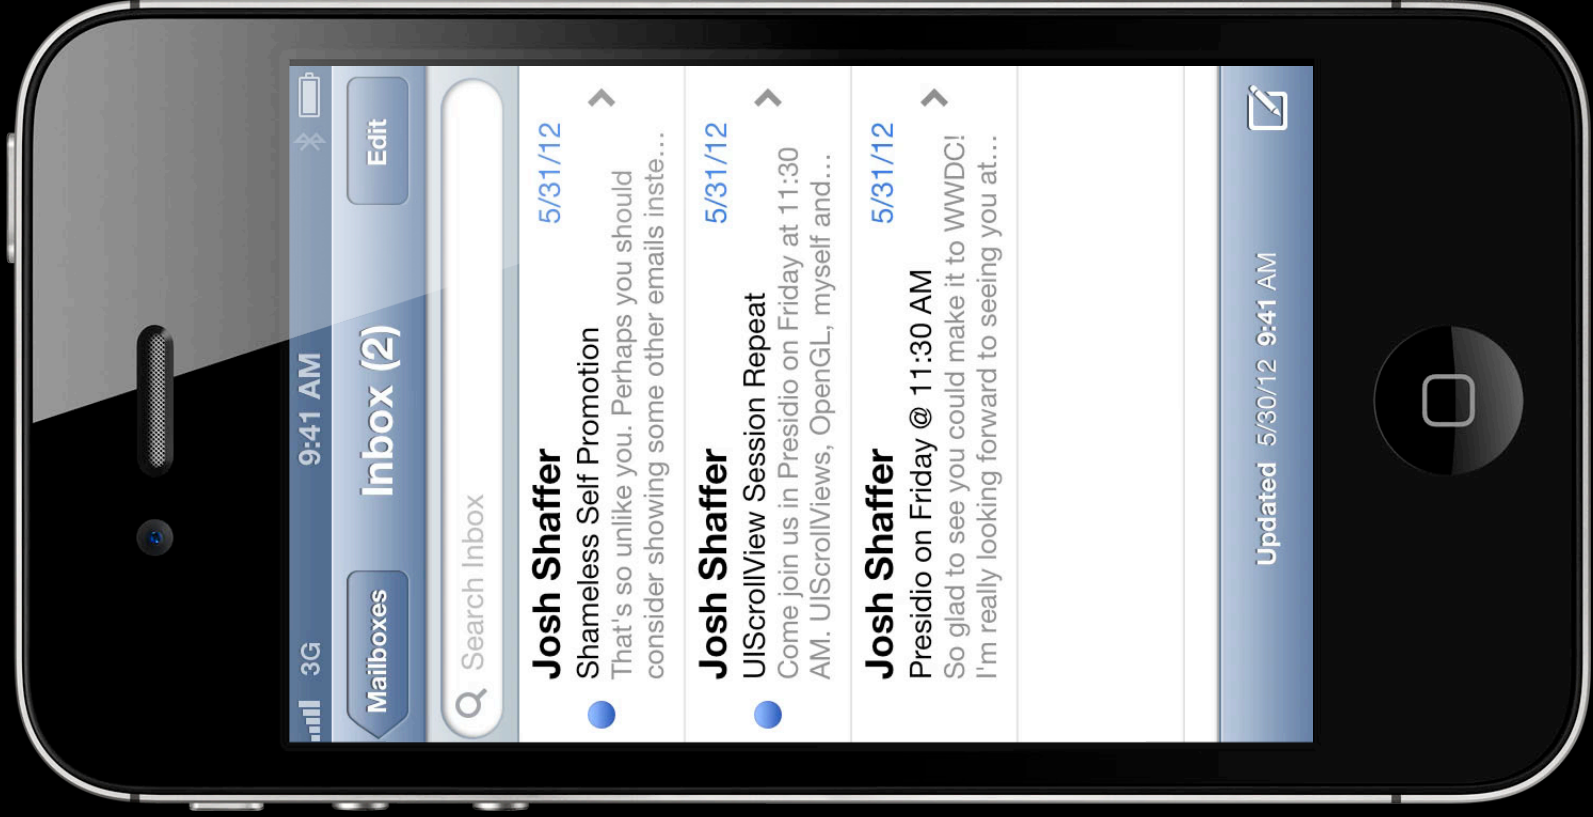 3G 9:41 AM
Mailboxes Inbox (2) Edit
Search Inbox
Josh Shaffer 5/31/12
Shameless Self Promotion
That's so unlike you. Perhaps you should
consider showing some other emails inste...
Josh Shaffer 5/31/12
UIScrollView Session Repeat
Come join us in Presidio on Friday at 11:30
AM. UIScrollViews, OpenGL, myself and...
Josh Shaffer 5/31/12
Presidio on Friday @ 11:30 AM
So glad to see you could make it to WWDC!
I'm really looking forward to seeing you at...
Updated 5/30/12 9:41 AM